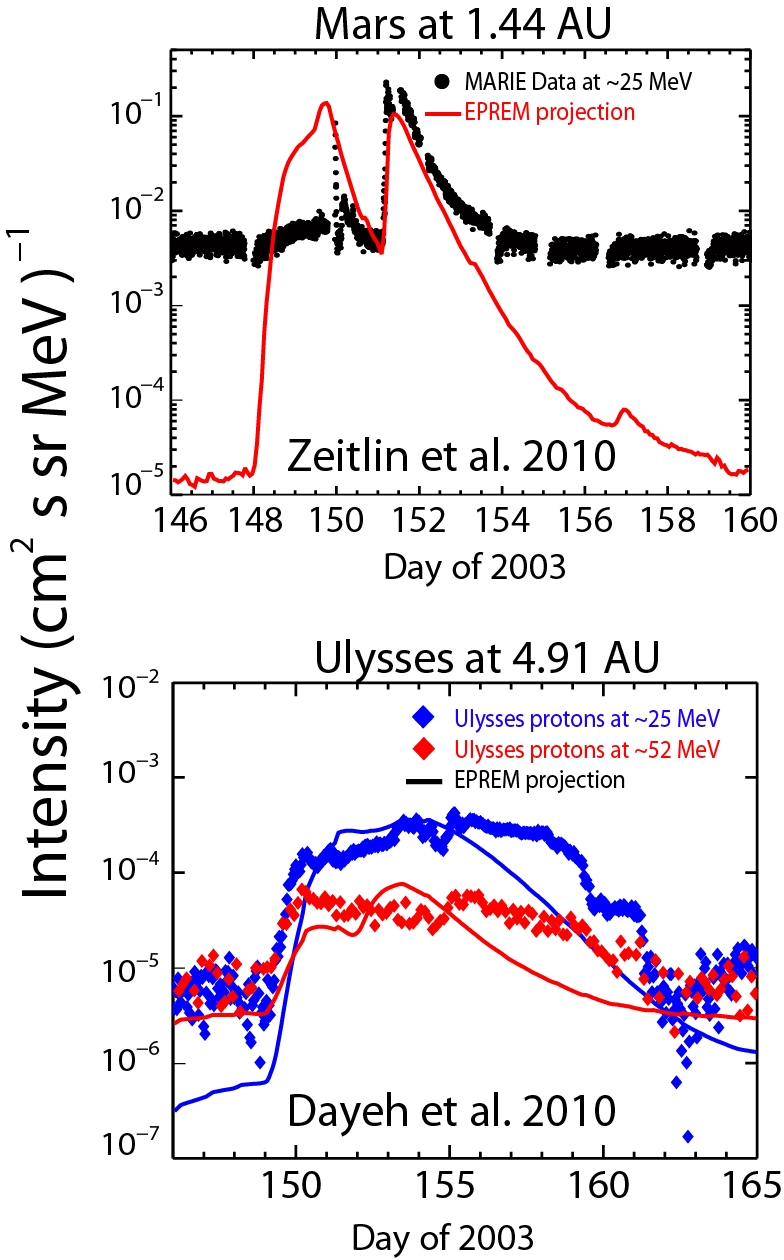 Mars at 1.44 AU
MARIE Data at ~25 MeV
EPREM projection
10−1
10−2
10−3
10−4
10−5
Zeitlin et al. 2010
146 148 150 152 154 156 158 160
Day of 2003
Intensity (cm2 s sr MeV )−1
Ulysses at 4.91 AU
Ulysses protons at ~25 MeV
Ulysses protons at ~52 MeV
EPREM projection
10−2
10−3
10−4
10−5
10−6
10−7
Dayeh et al. 2010
150 155 160 165
Day of 2003